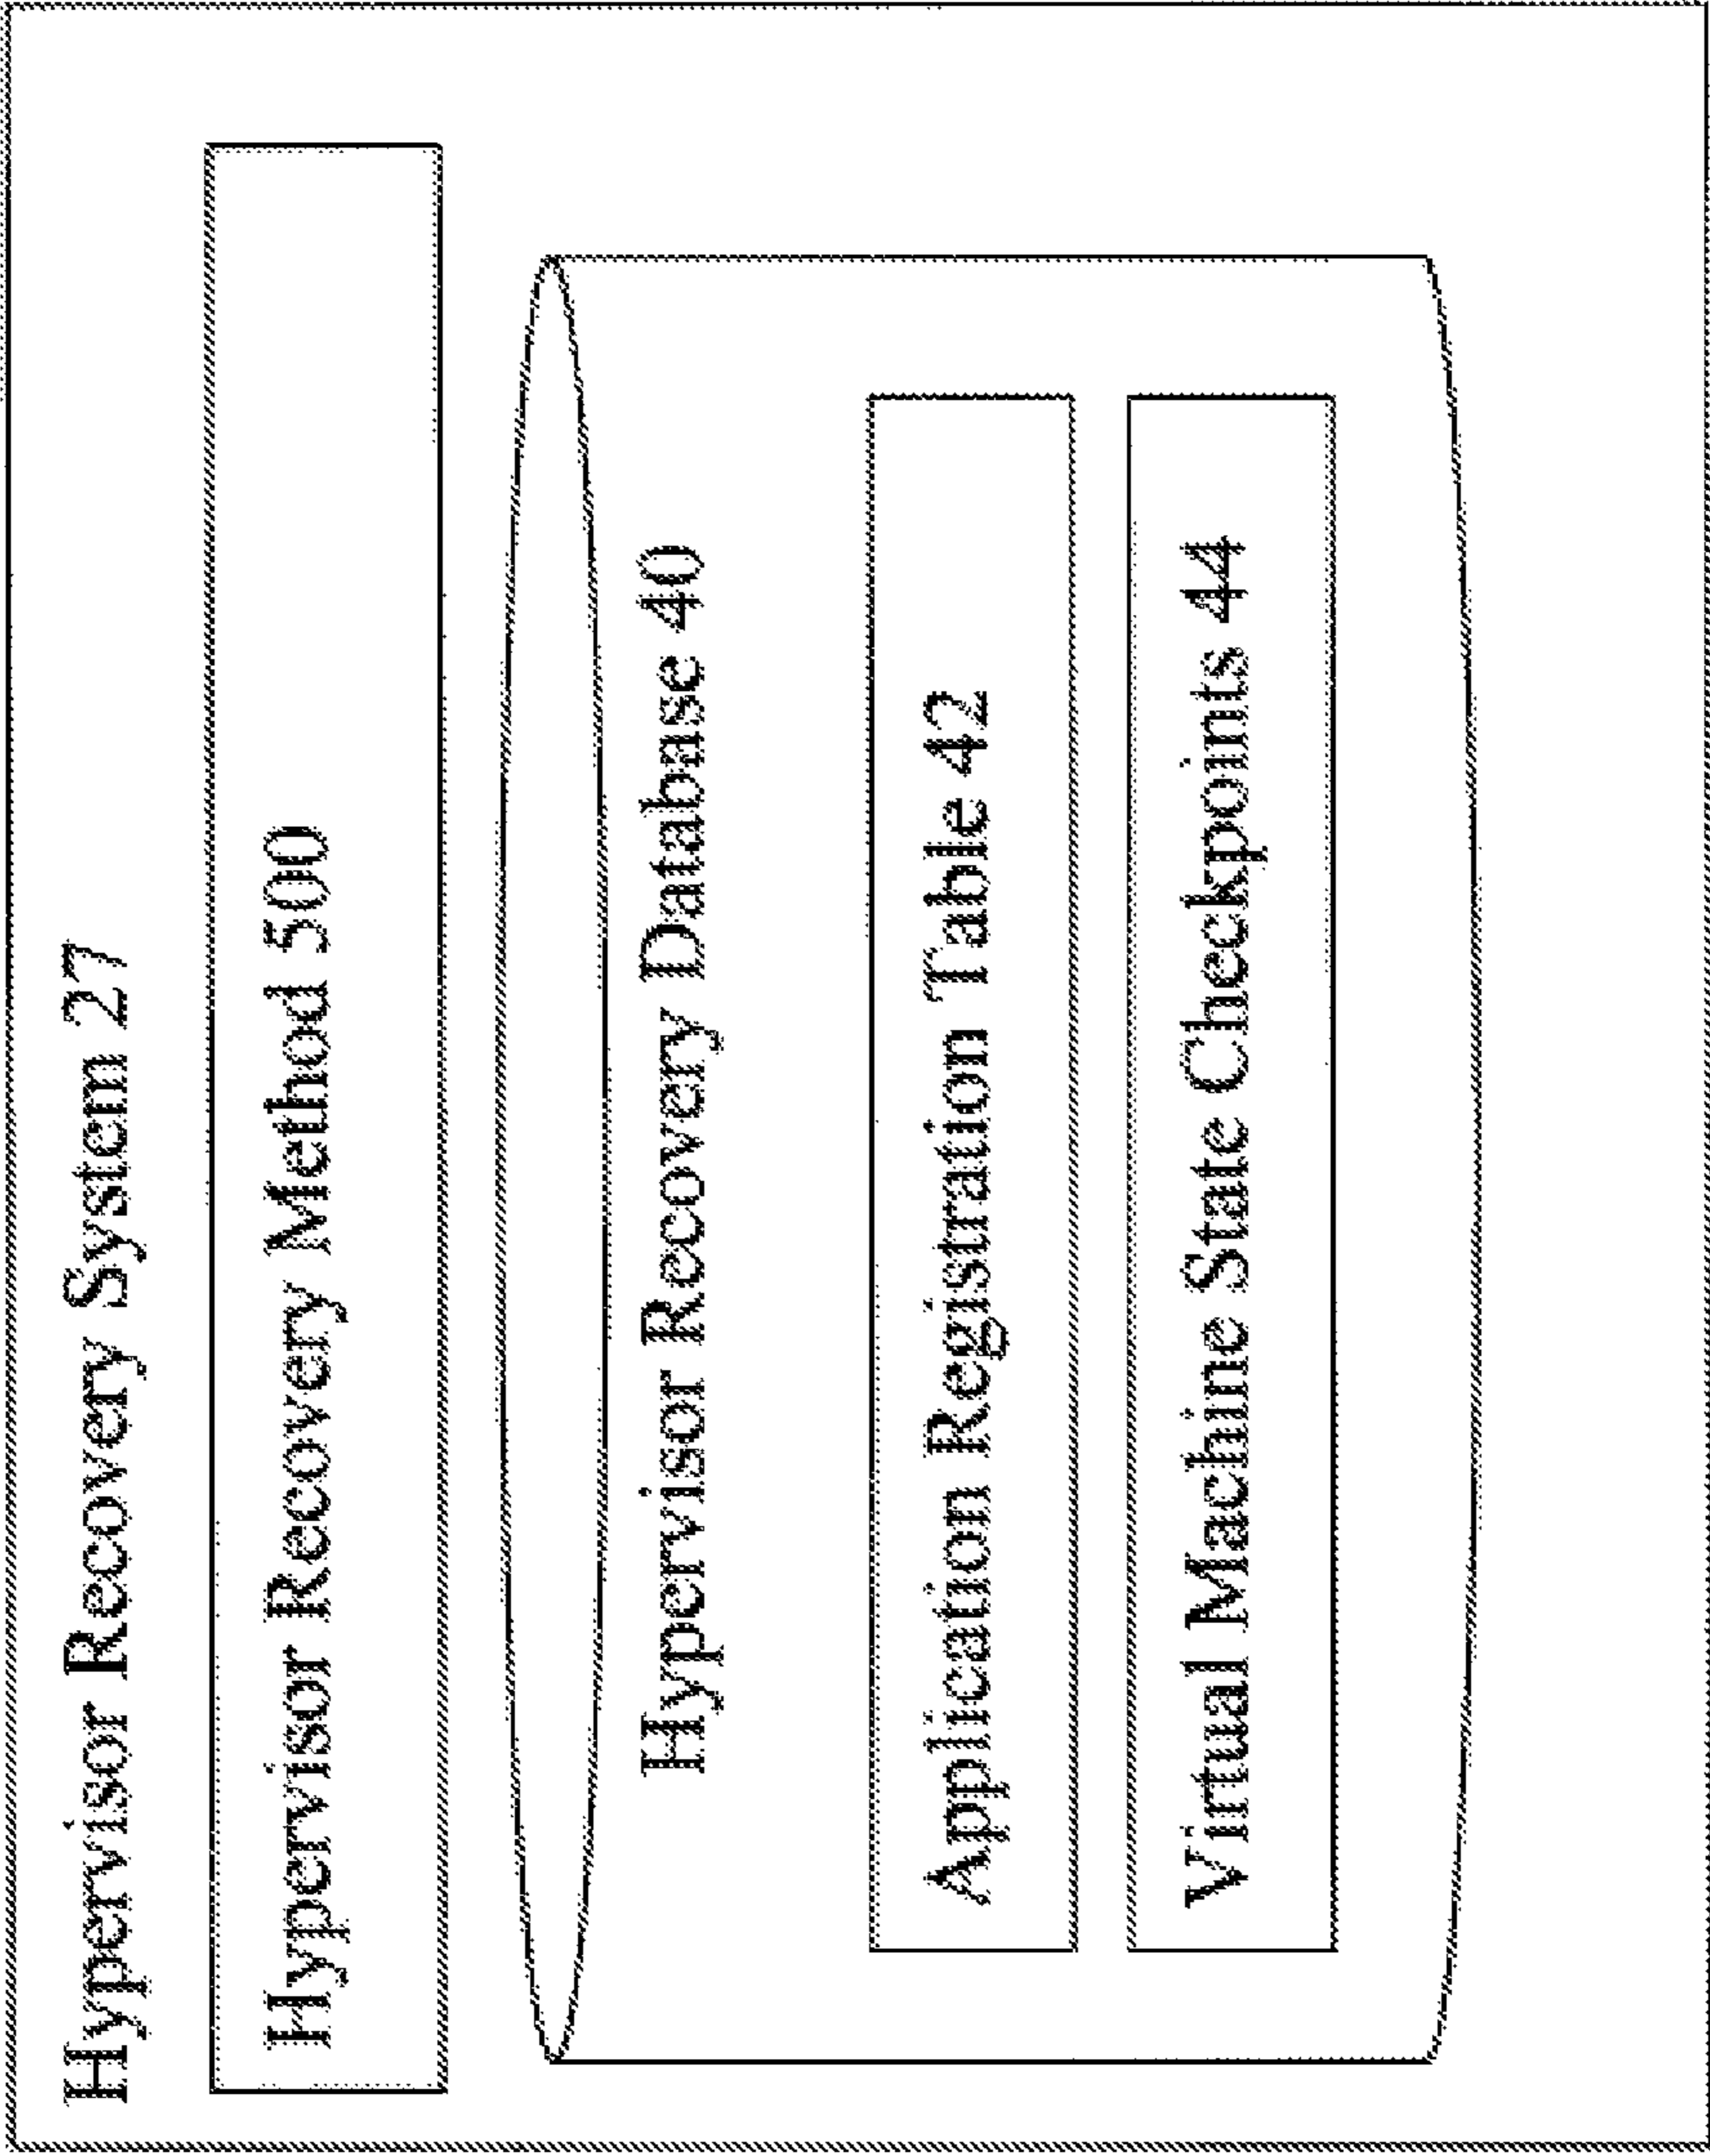 Hypervisor Recovery System 27
Hypervisor Recovery Method 500
Hypervisor Recovery Database 40
Application Registration Table 42
Virtual Machine State Checkpoints 44